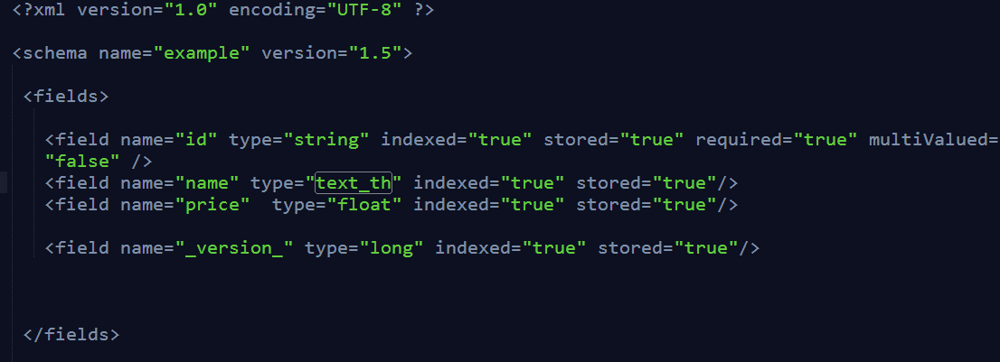 <?xml version="1.0" encoding="UTF-8" ?>
<schema name="example" version="1.5">
<fields>
<field name="id" type="string" indexed="true" stored="true" required="true" multiValued=
"false" />
<field name="name" type="text_th" indexed="true" stored="true"/>
<field name="price"  type="float" indexed="true" stored="true"/>
<field name="_version_" type="long" indexed="true" stored="true"/>
</fields>